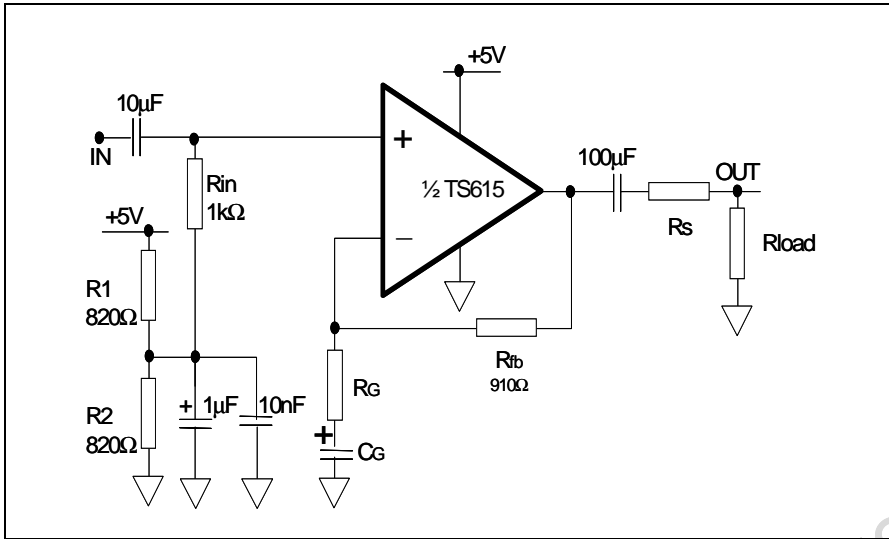 +5V
10µF
+
IN
100µF
OUT
Rin
1kΩ
½ TS615
Rs
+5V
–
Rload
R1
820Ω
Rfb
910Ω
RG
+ 1µF
10nF
R2
820Ω
+
CG